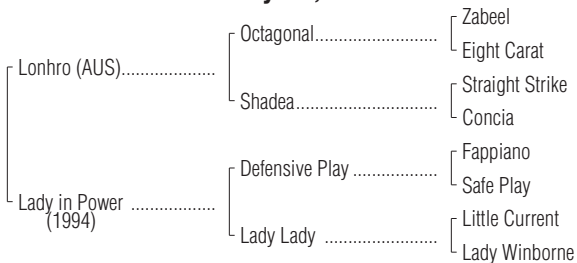 Zabeel
Octagonal
Eight Carat
Lonhro (AUS)
Straight Strike
Shadea
Concia
Fappiano
Defensive Play
Safe Play
Lady in Power
(1994)
Little Current
Lady Lady
Lady Winborne